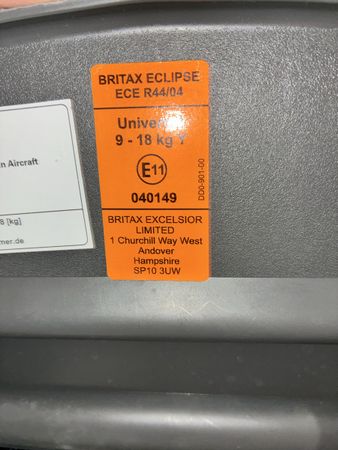 BRITAX ECLIPSE
ECE R44/04
9 - 18 kg Y
E11
040149
DD0-901-00
BRITAX EXCELSIOR
LIMITED
1 Churchill Way West
Andover
Hampshire
SP10 3UW
n Aircraft
8 [kg]
mer.de